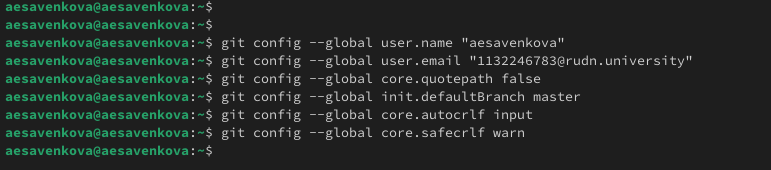 aesavenkova@aesavenkova:~$
aesavenkova@aesavenkova:~$
aesavenkova@aesavenkova:~$ git config --global user.name "aesavenkova"
aesavenkova@aesavenkova:~$ git config --global user.email "1132246783@rudn.university"
aesavenkova@aesavenkova:~$ git config --global core.quotepath false
aesavenkova@aesavenkova:~$ git config --global init.defaultBranch master
aesavenkova@aesavenkova:~$ git config --global core.autocrlf input
aesavenkova@aesavenkova:~$ git config --global core.safecrlf warn
aesavenkova@aesavenkova:~$